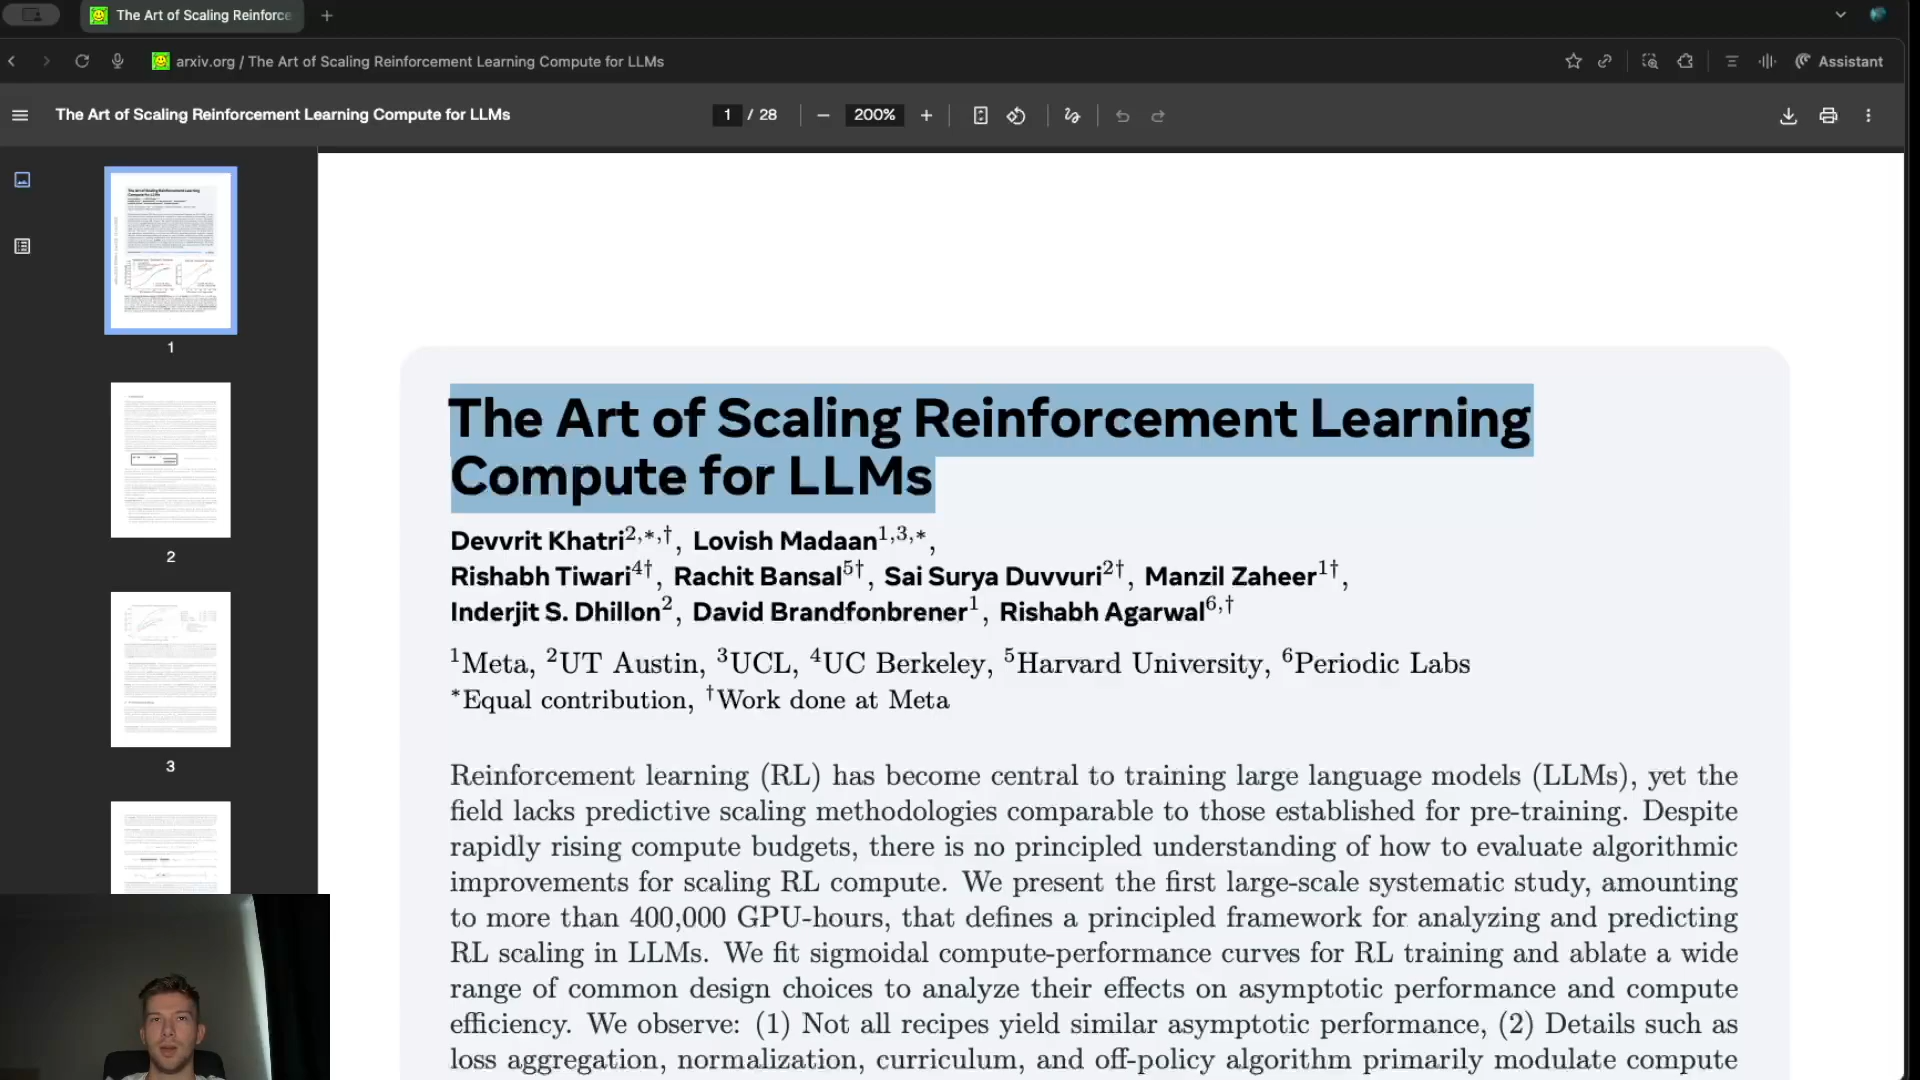 The Art of Scaling Reinforce
arxiv.org / The Art of Scaling Reinforcement Learning Compute for LLMs
Assistant
The Art of Scaling Reinforcement Learning Compute for LLMs
1 / 28
200%
1
2
3
The Art of Scaling Reinforcement Learning
Compute for LLMs
Devvrit Khatri2,*,†, Lovish Madaan1,3,*,
Rishabh Tiwari4†, Rachit Bansal5†, Sai Surya Duvvuri2†, Manzil Zaheer1†,
Inderjit S. Dhillon2, David Brandfonbrener1, Rishabh Agarwal6,†
1Meta, 2UT Austin, 3UCL, 4UC Berkeley, 5Harvard University, 6Periodic Labs
*Equal contribution, †Work done at Meta
Reinforcement learning (RL) has become central to training large language models (LLMs), yet the
field lacks predictive scaling methodologies comparable to those established for pre-training. Despite
rapidly rising compute budgets, there is no principled understanding of how to evaluate algorithmic
improvements for scaling RL compute. We present the first large-scale systematic study, amounting
to more than 400,000 GPU-hours, that defines a principled framework for analyzing and predicting
RL scaling in LLMs. We fit sigmoidal compute-performance curves for RL training and ablate a wide
range of common design choices to analyze their effects on asymptotic performance and compute
efficiency. We observe: (1) Not all recipes yield similar asymptotic performance, (2) Details such as
loss aggregation, normalization, curriculum, and off-policy algorithm primarily modulate compute